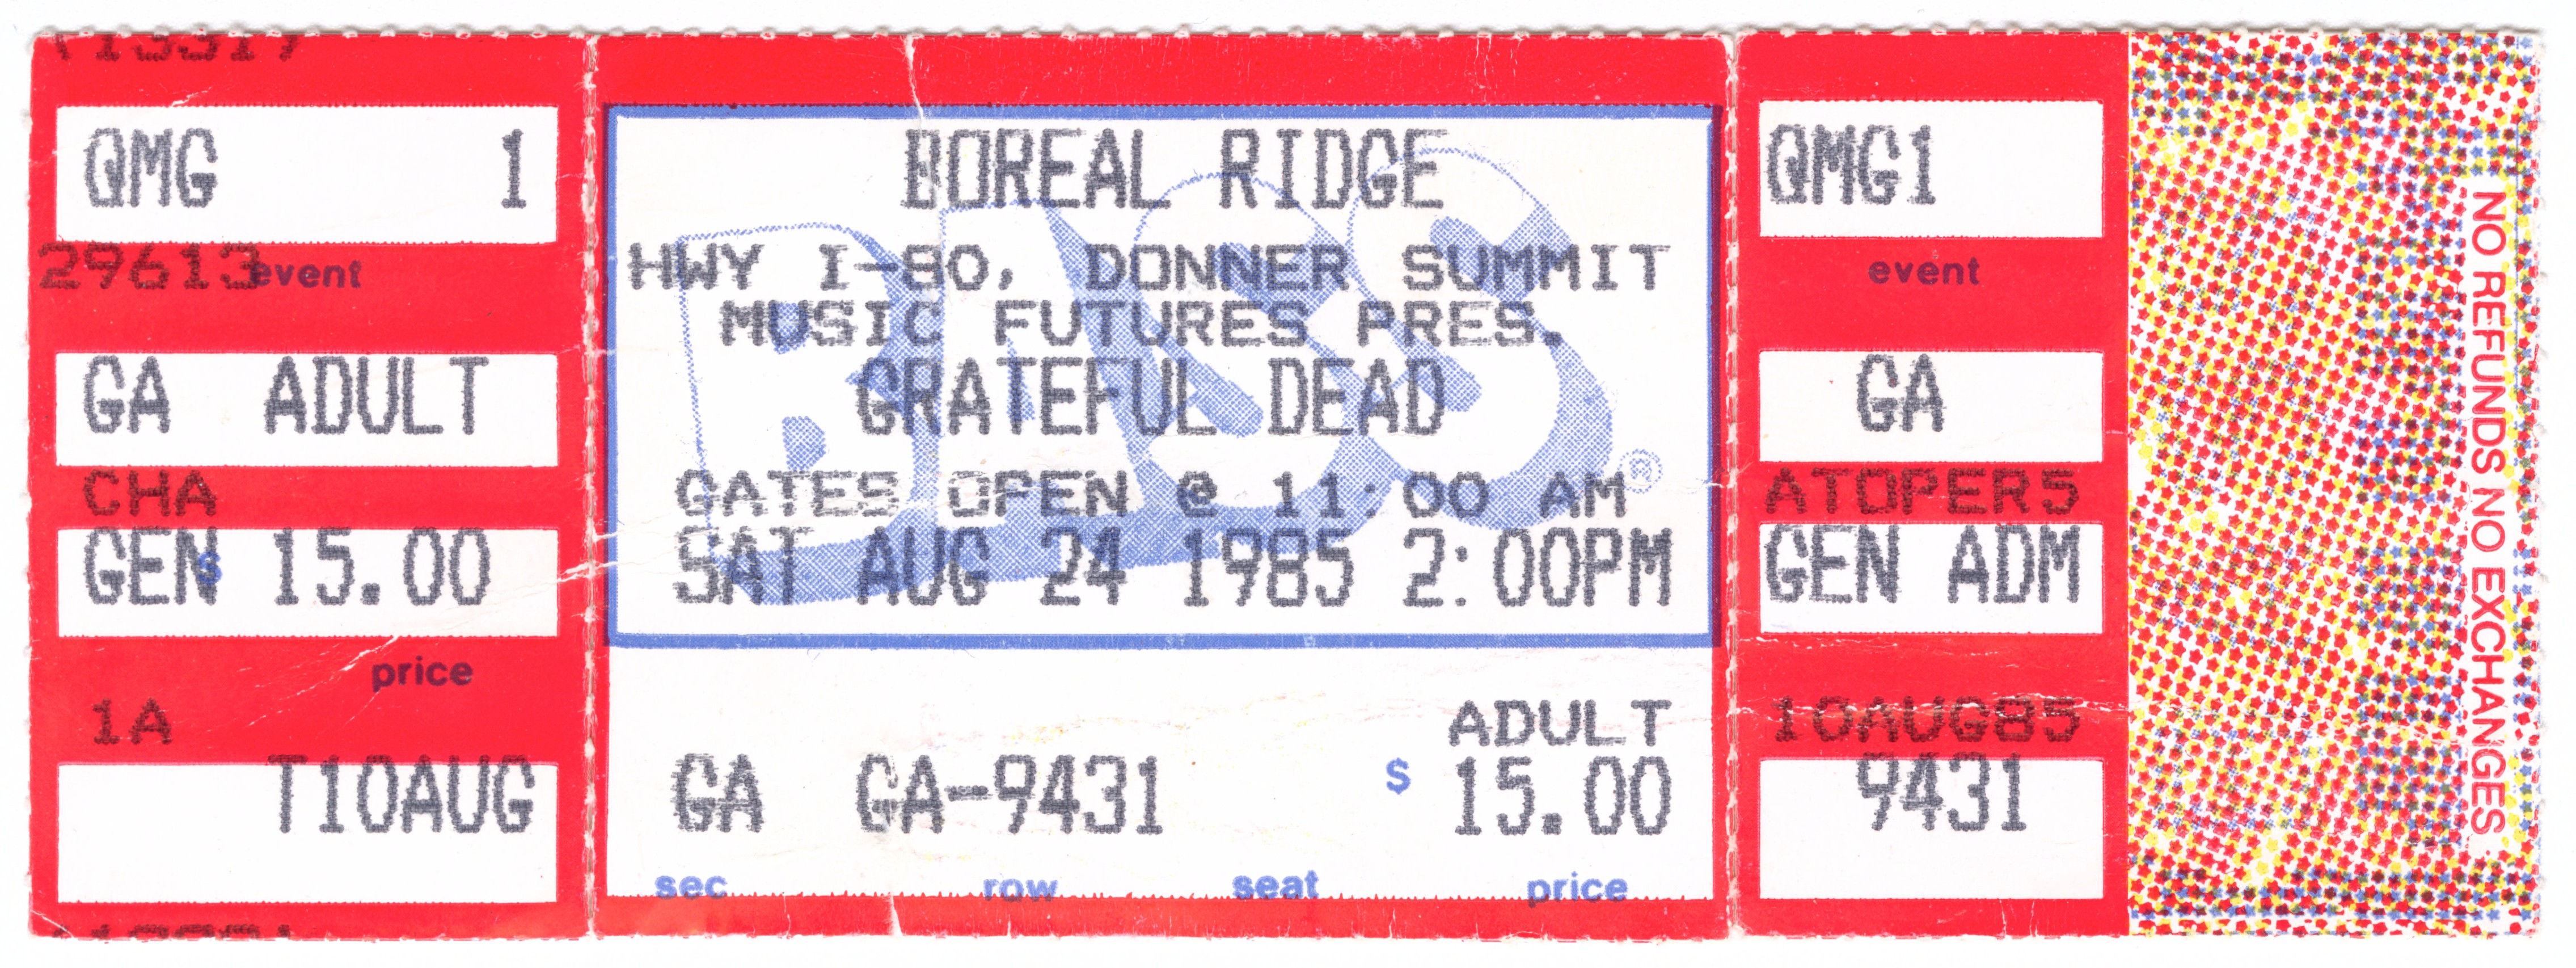 QMG 1
29613
event
GA ADULT
CHA
GEN $ 15.00
price
1A
T10AUG
BASS®
BOREAL RIDGE
HWY I-80, DONNER SUMMIT
MUSIC FUTURES PRES.
GRATEFUL DEAD
GATES OPEN @ 11:00 AM
SAT AUG 24 1985 2:00PM
ADULT
GA GA-9431 $ 15.00
sec row seat price
QMG1
event
GA
ATOPER5
GEN ADM
10AUG85
9431
NO REFUNDS NO EXCHANGES